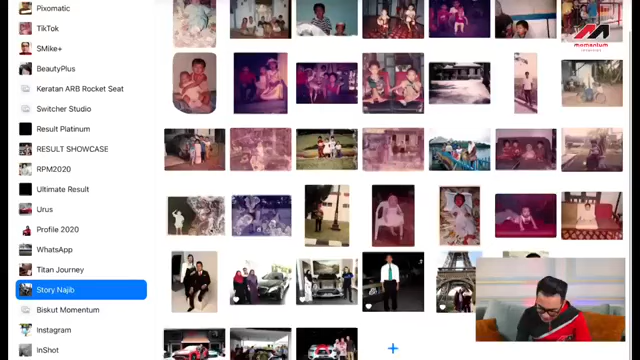 Pixomatic
TikTok
SMike+
BeautyPlus
Keratan ARB Rocket Seat
Switcher Studio
Result Platinum
RESULT SHOWCASE
RPM2020
Ultimate Result
Urus
Profile 2020
WhatsApp
Titan Journey
Story Najib
Biskut Momentum
Instagram
InShot
momentum
internet